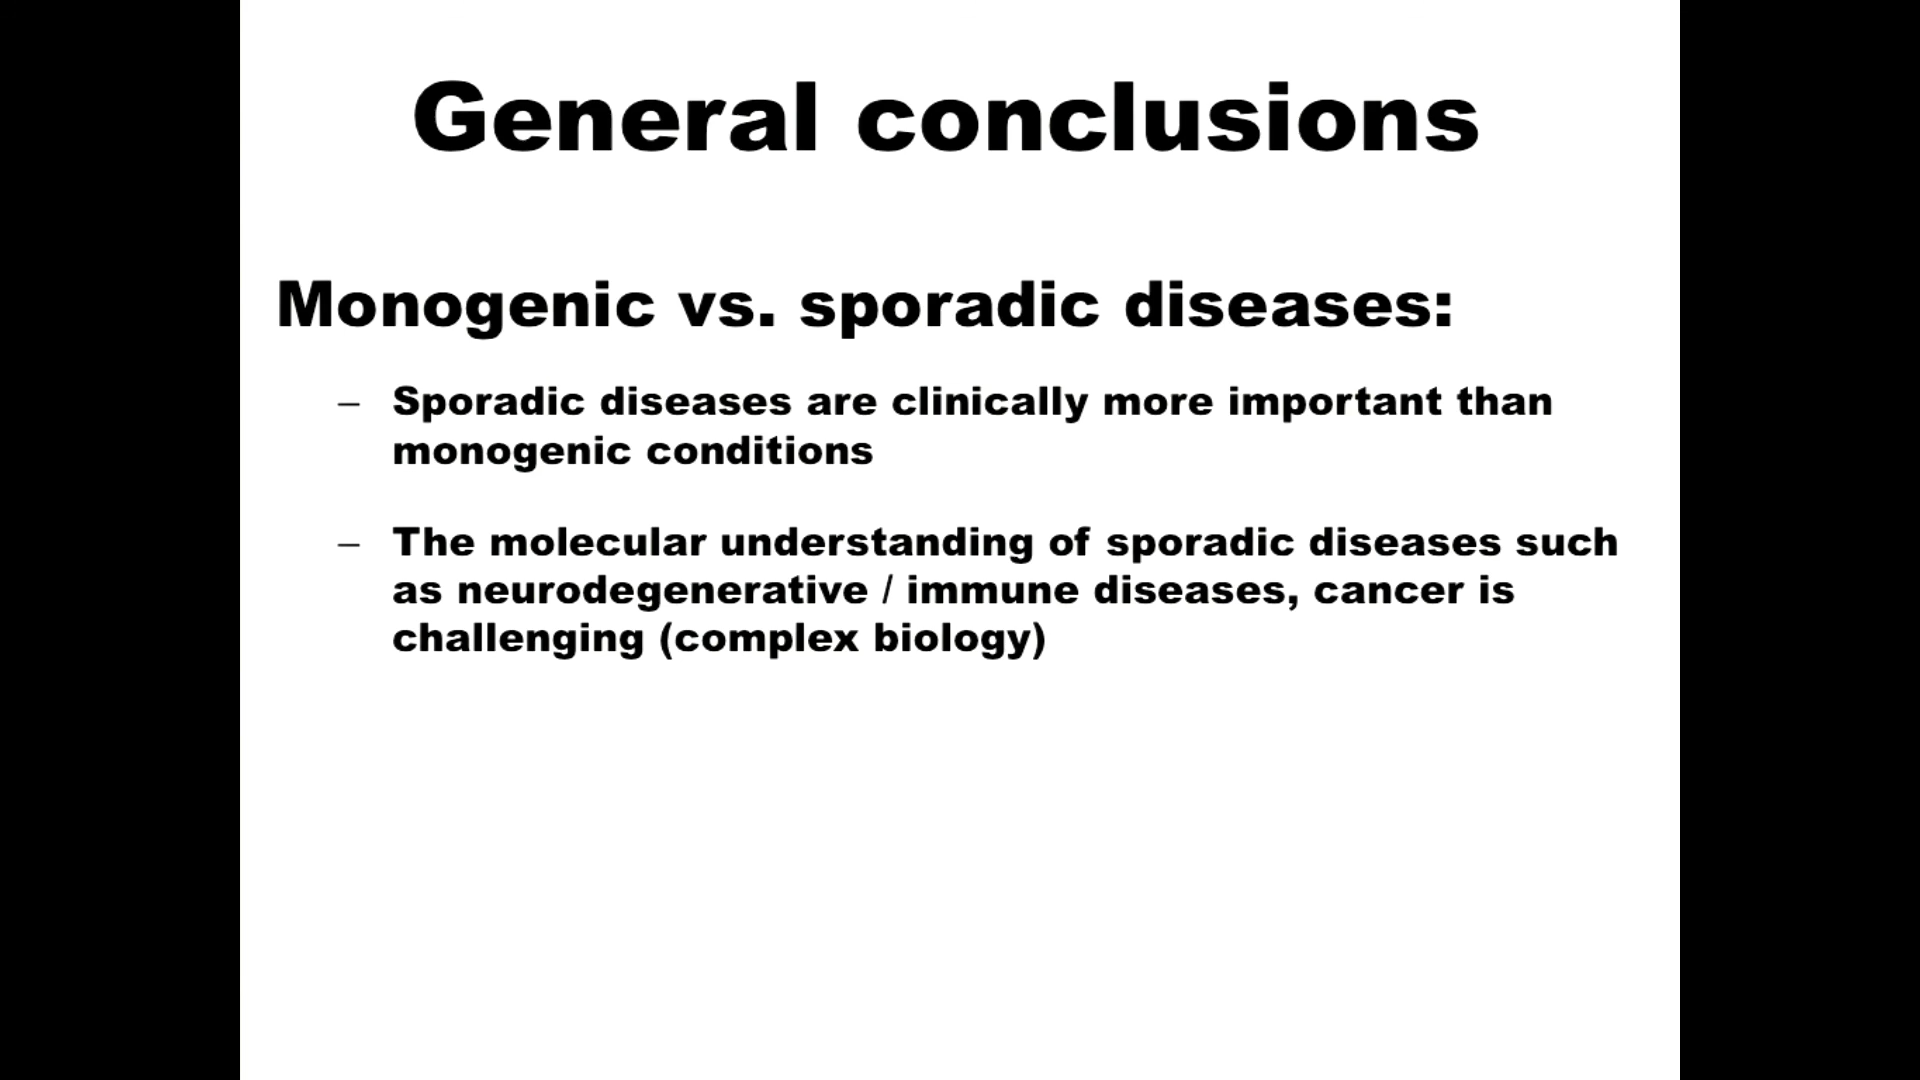 General conclusions
Monogenic vs. sporadic diseases:
– Sporadic diseases are clinically more important than
monogenic conditions
– The molecular understanding of sporadic diseases such
as neurodegenerative / immune diseases, cancer is
challenging (complex biology)